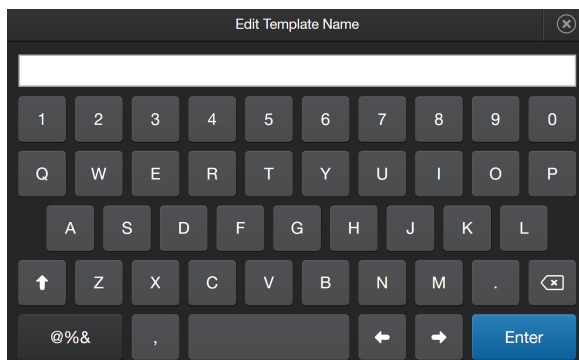 Edit Template Name
1 2 3 4 5 6 7 8 9 0
Q W E R T Y U I O P
A S D F G H J K L
Z X C V B N M .
@%& , Enter